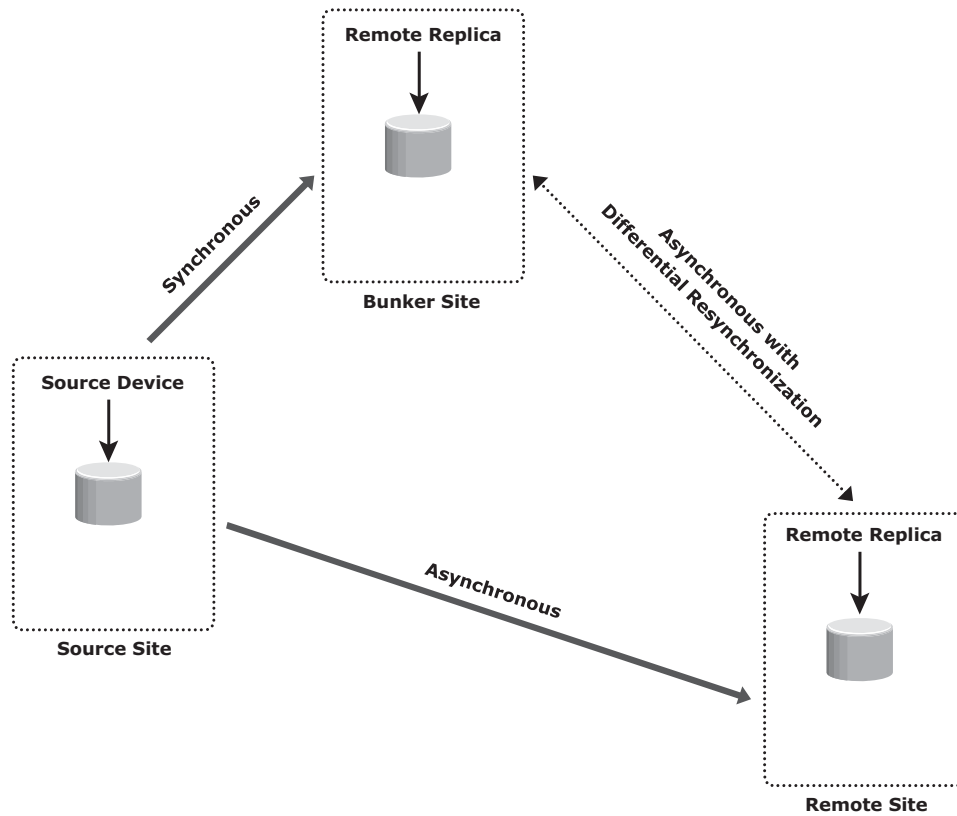 Remote Replica
Bunker Site
Synchronous
Asynchronous with
Differential Resynchronization
Source Device
Source Site
Asynchronous
Remote Replica
Remote Site